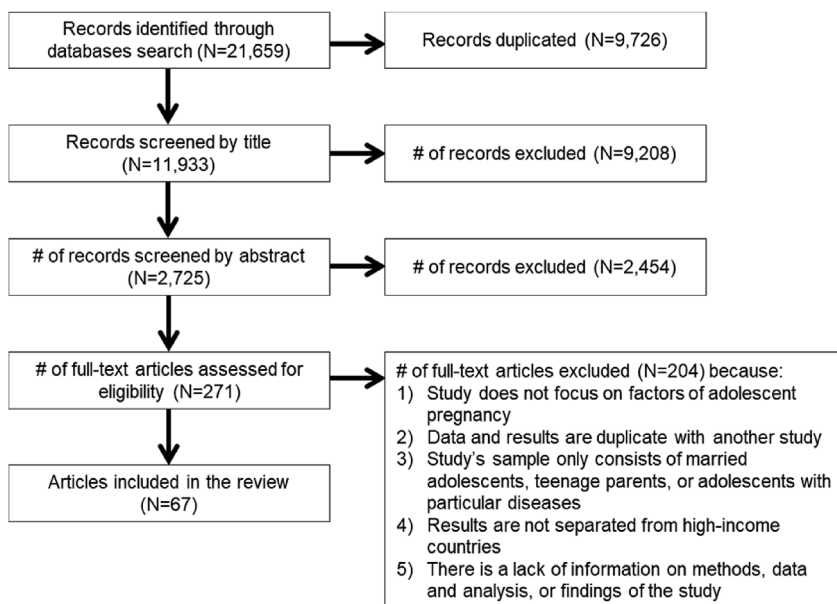 Records identified through
databases search (N=21,659)
Records duplicated (N=9,726)
Records screened by title
(N=11,933)
# of records excluded (N=9,208)
# of records screened by abstract
(N=2,725)
# of records excluded (N=2,454)
# of full-text articles assessed for
eligibility (N=271)
# of full-text articles excluded (N=204) because:
1) Study does not focus on factors of adolescent
pregnancy
2) Data and results are duplicate with another study
3) Study's sample only consists of married
adolescents, teenage parents, or adolescents with
particular diseases
4) Results are not separated from high-income
countries
5) There is a lack of information on methods, data
and analysis, or findings of the study
Articles included in the review
(N=67)